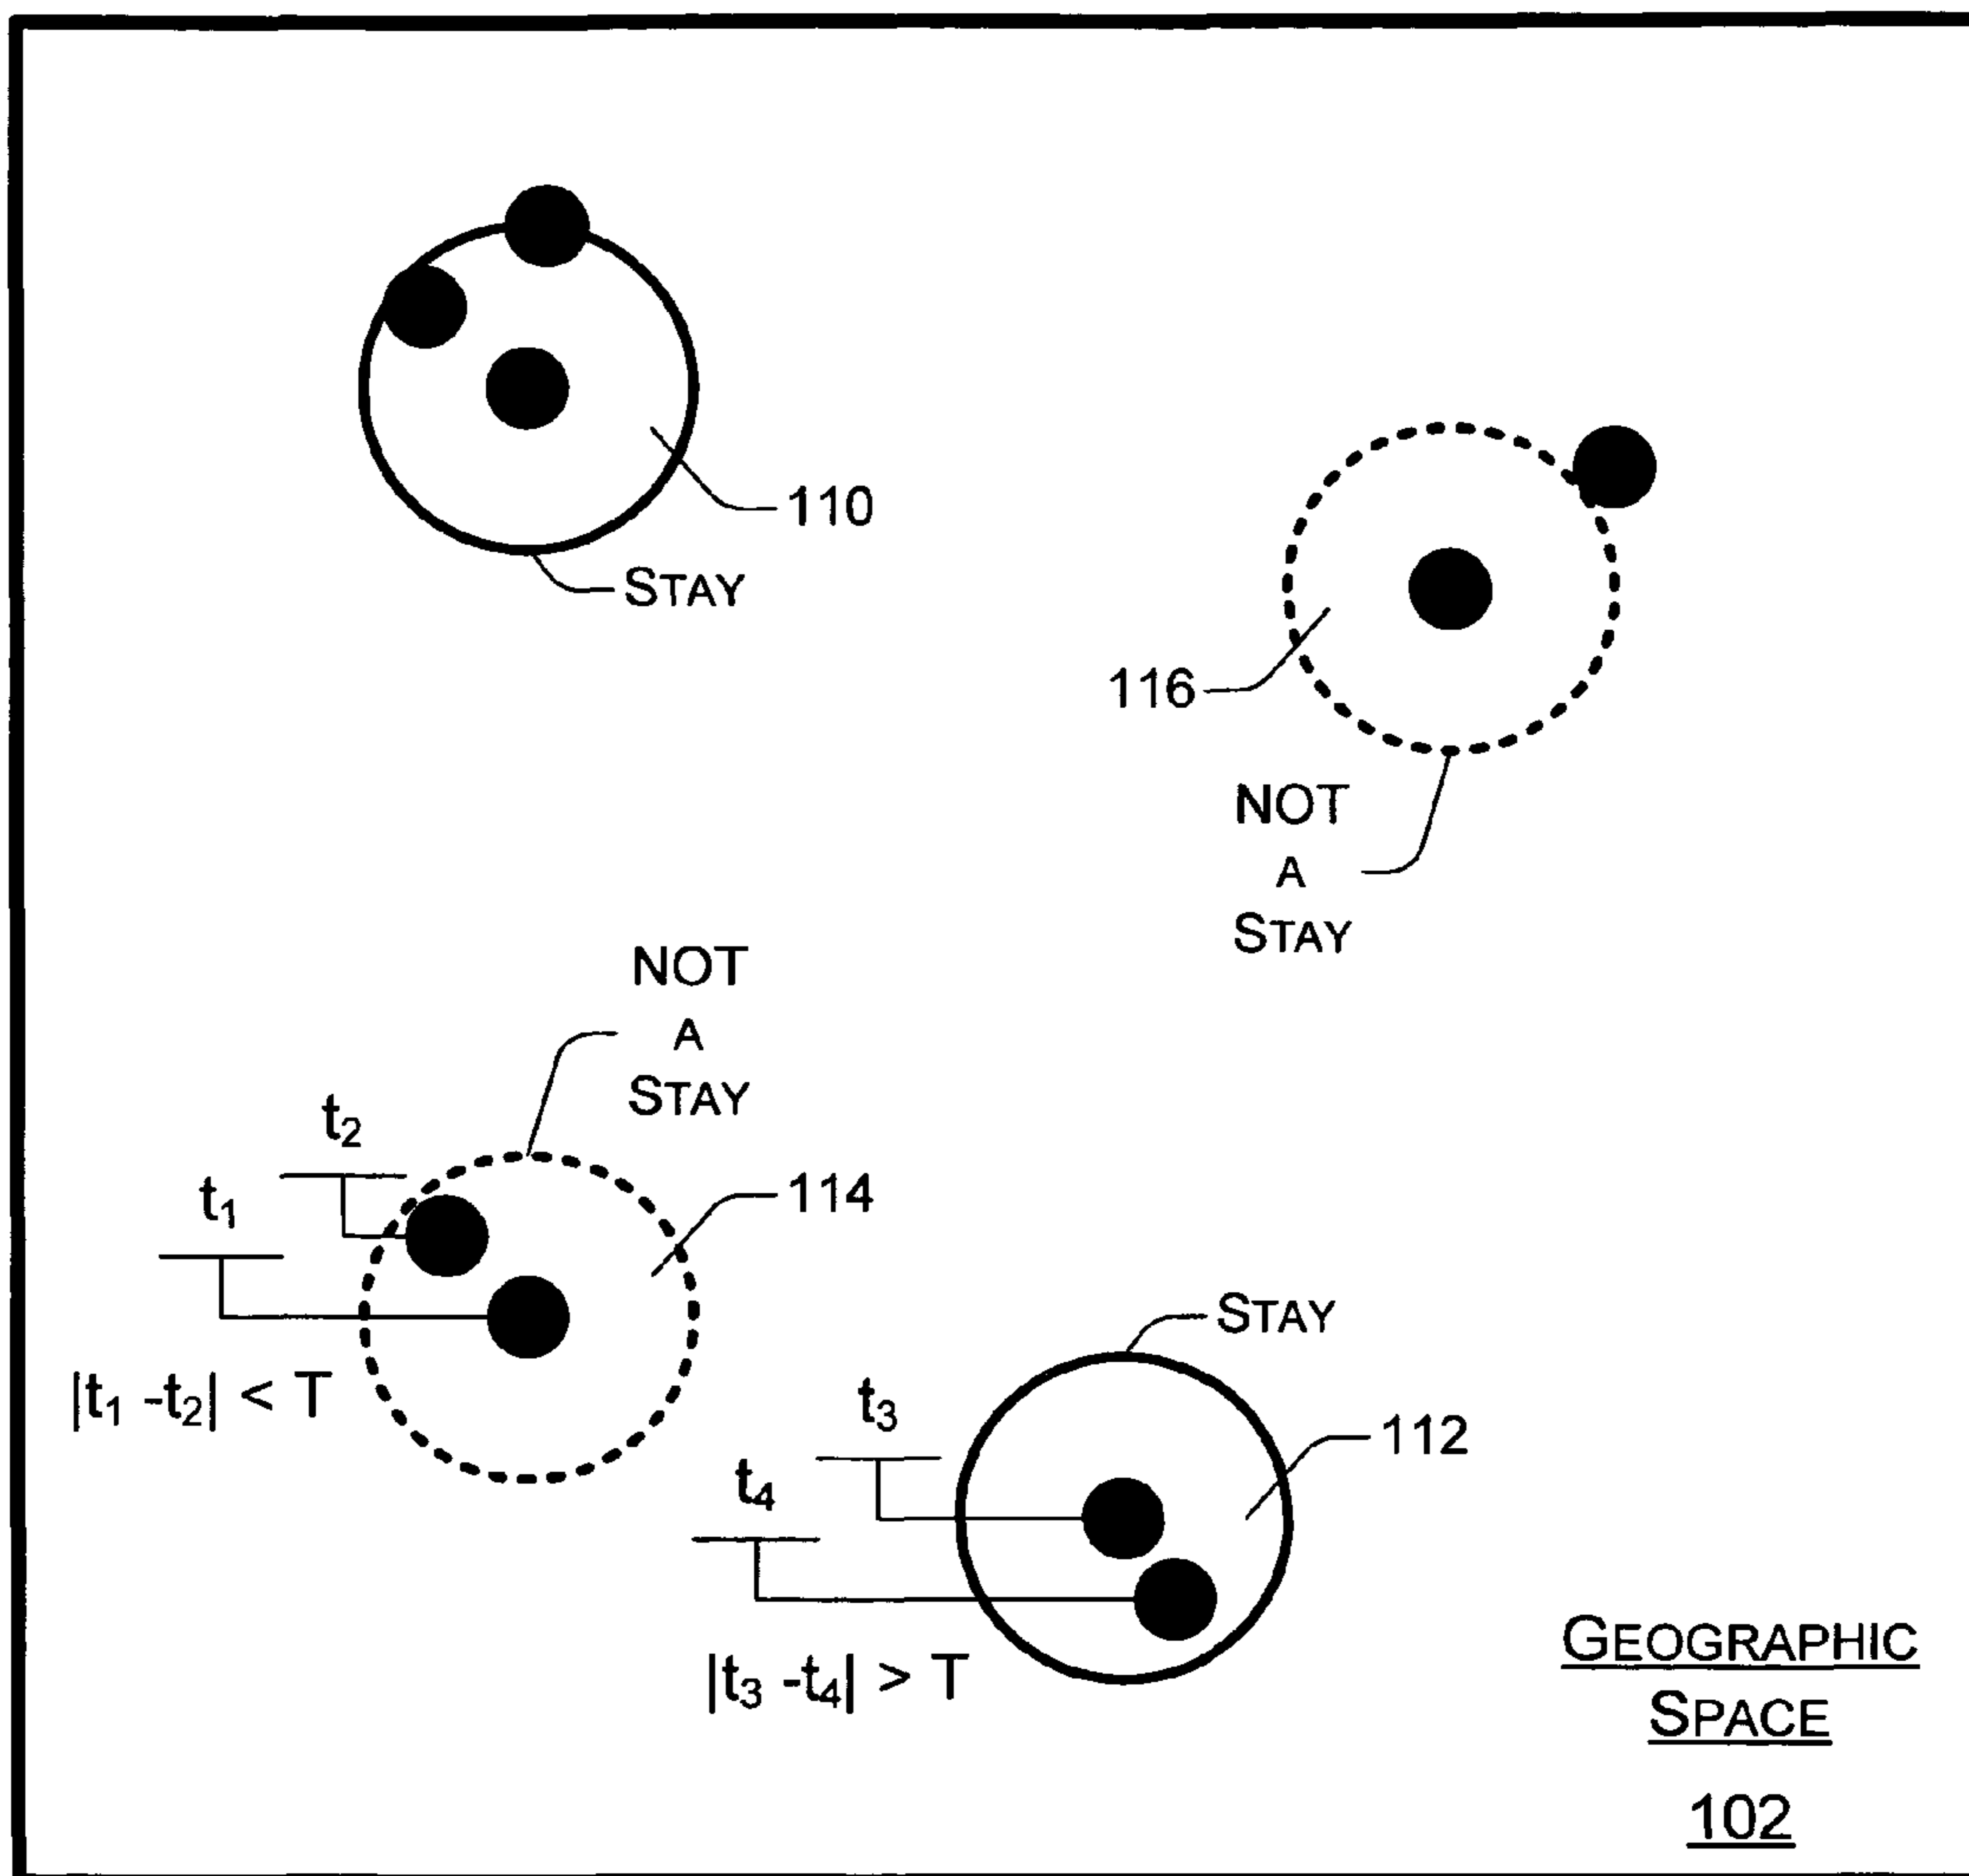 110
STAY
116
NOT
A
STAY
NOT
A
STAY
t₂
t₁
114
|t₁ -t₂| < T
STAY
t₃
112
t₄
|t₃ -t₄| > T
GEOGRAPHIC
SPACE
102